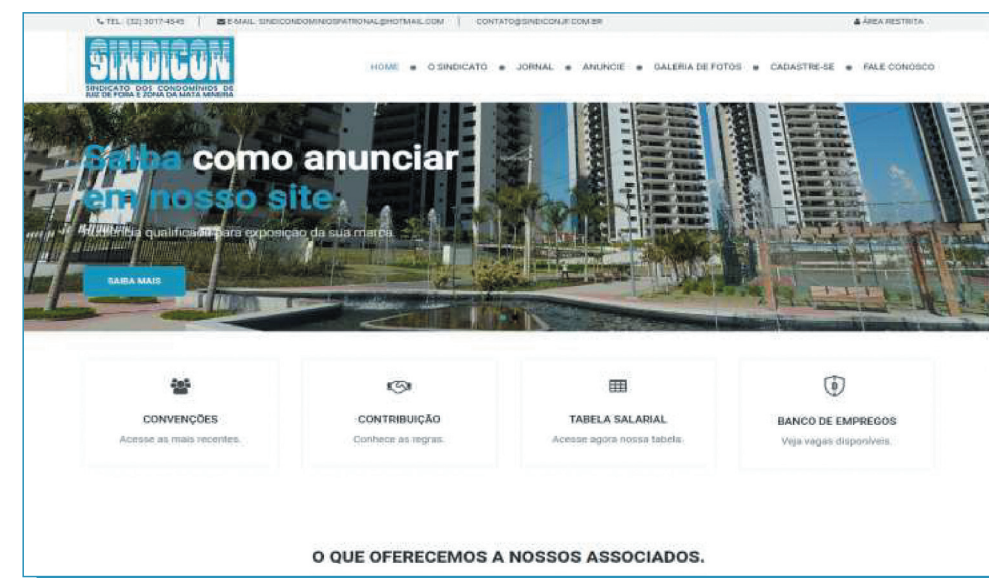 TEL.: (32) 3017-4545 | E-MAIL: SINDICONDOMINIOSPATRONAL@HOTMAIL.COM | CONTATO@SINDICONJF.COM.BR
ÁREA RESTRITA
SINDICON
SINDICATO DOS CONDOMÍNIOS DE
JUIZ DE FORA E ZONA DA MATA MINEIRA
HOME O SINDICATO JORNAL ANUNCIE GALERIA DE FOTOS CADASTRE-SE FALE CONOSCO
Saiba como anunciar
em nosso site
Audiência qualificada para exposição da sua marca.
SAIBA MAIS
CONVENÇÕES
Acesse as mais recentes.
CONTRIBUIÇÃO
Conhece as regras.
TABELA SALARIAL
Acesse agora nossa tabela.
BANCO DE EMPREGOS
Veja vagas disponíveis.
O QUE OFERECEMOS A NOSSOS ASSOCIADOS.